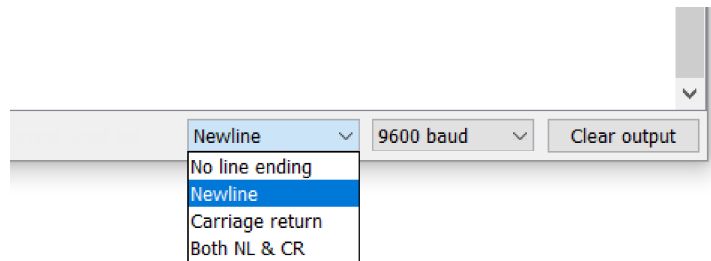 Newline 9600 baud Clear output
No line ending
Newline
Carriage return
Both NL & CR